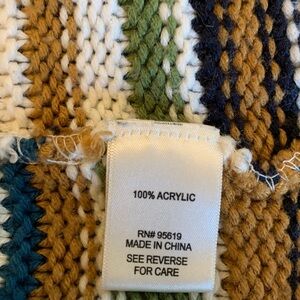 100% ACRYLIC
RN# 95619
MADE IN CHINA
SEE REVERSE
FOR CARE